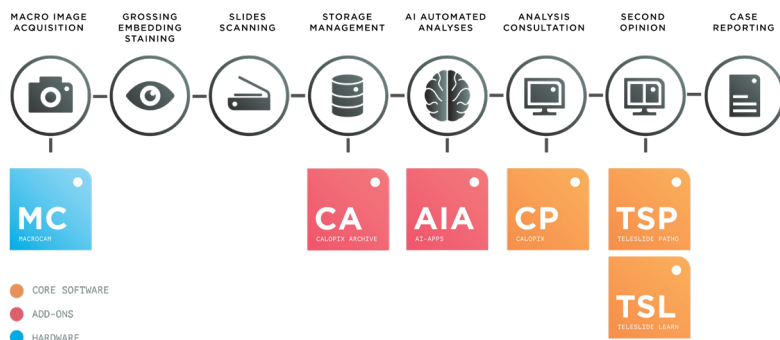 MACRO IMAGE
ACQUISITION
GROSSING
EMBEDDING
STAINING
SLIDES
SCANNING
STORAGE
MANAGEMENT
AI AUTOMATED
ANALYSES
ANALYSIS
CONSULTATION
SECOND
OPINION
CASE
REPORTING
MC
MACROCAM
CA
CALOPIX ARCHIVE
AIA
AI-APPS
CP
CALOPIX
TSP
TELESLIDE PATHO
TSL
TELESLIDE LEARN
CORE SOFTWARE
ADD-ONS
HARDWARE